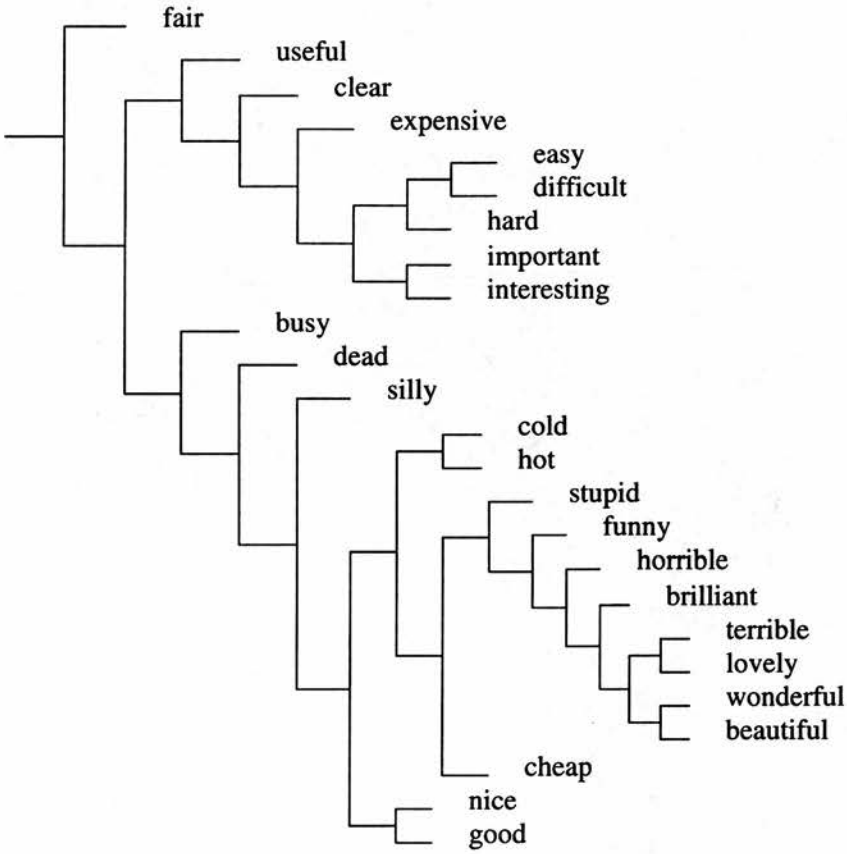 fair
useful
clear
expensive
easy
difficult
hard
important
interesting
busy
dead
silly
cold
hot
stupid
funny
horrible
brilliant
terrible
lovely
wonderful
beautiful
cheap
nice
good